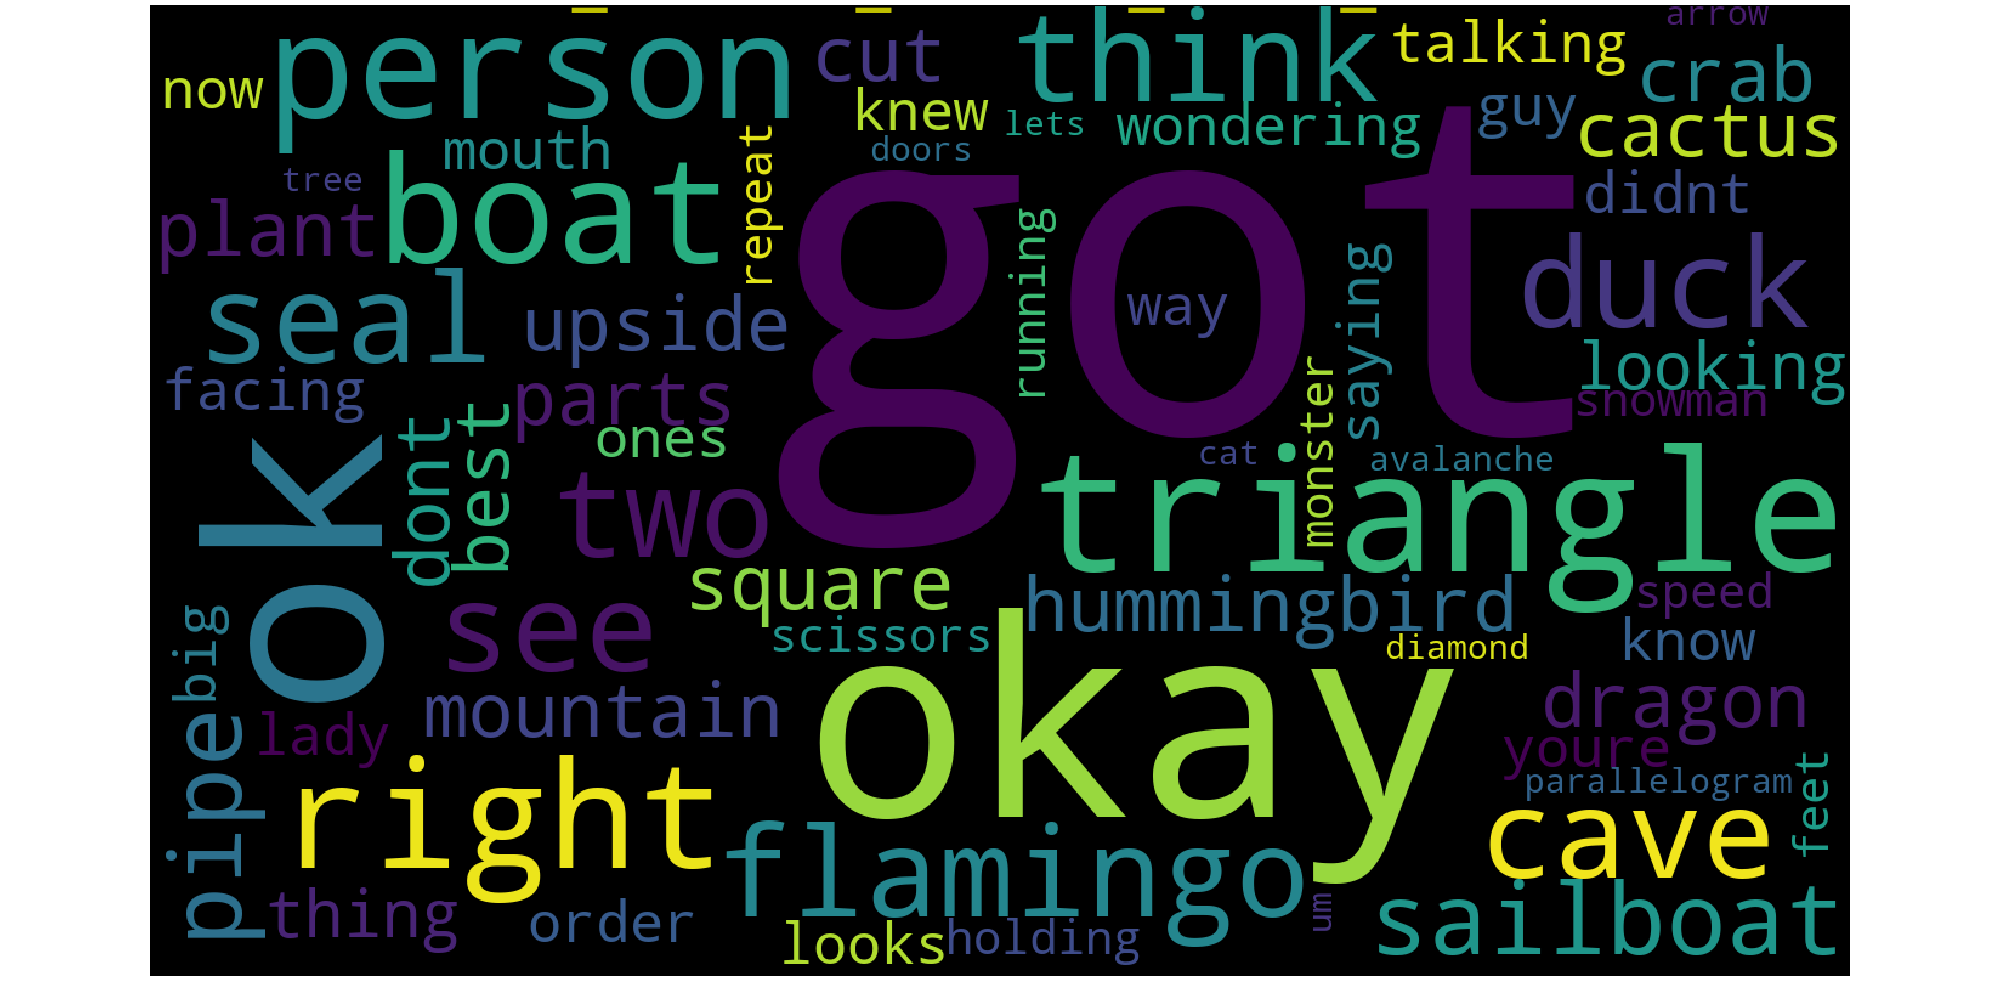 person
cut
think
talking
arrow
now
knew
lets
wondering
guy
crab
cactus
mouth
doors
tree
boat
repeat
got
didnt
plant
running
way
saying
duck
seal
upside
looking
facing
parts
snowman
ok
dont
best
ones
cat
monster
avalanche
two
triangle
square
hummingbird
speed
big
see
scissors
diamond
know
okay
lady
mountain
dragon
youre
pipe
right
parallelogram
feet
flamingo
cave
thing
order
looks
holding
um
sailboat